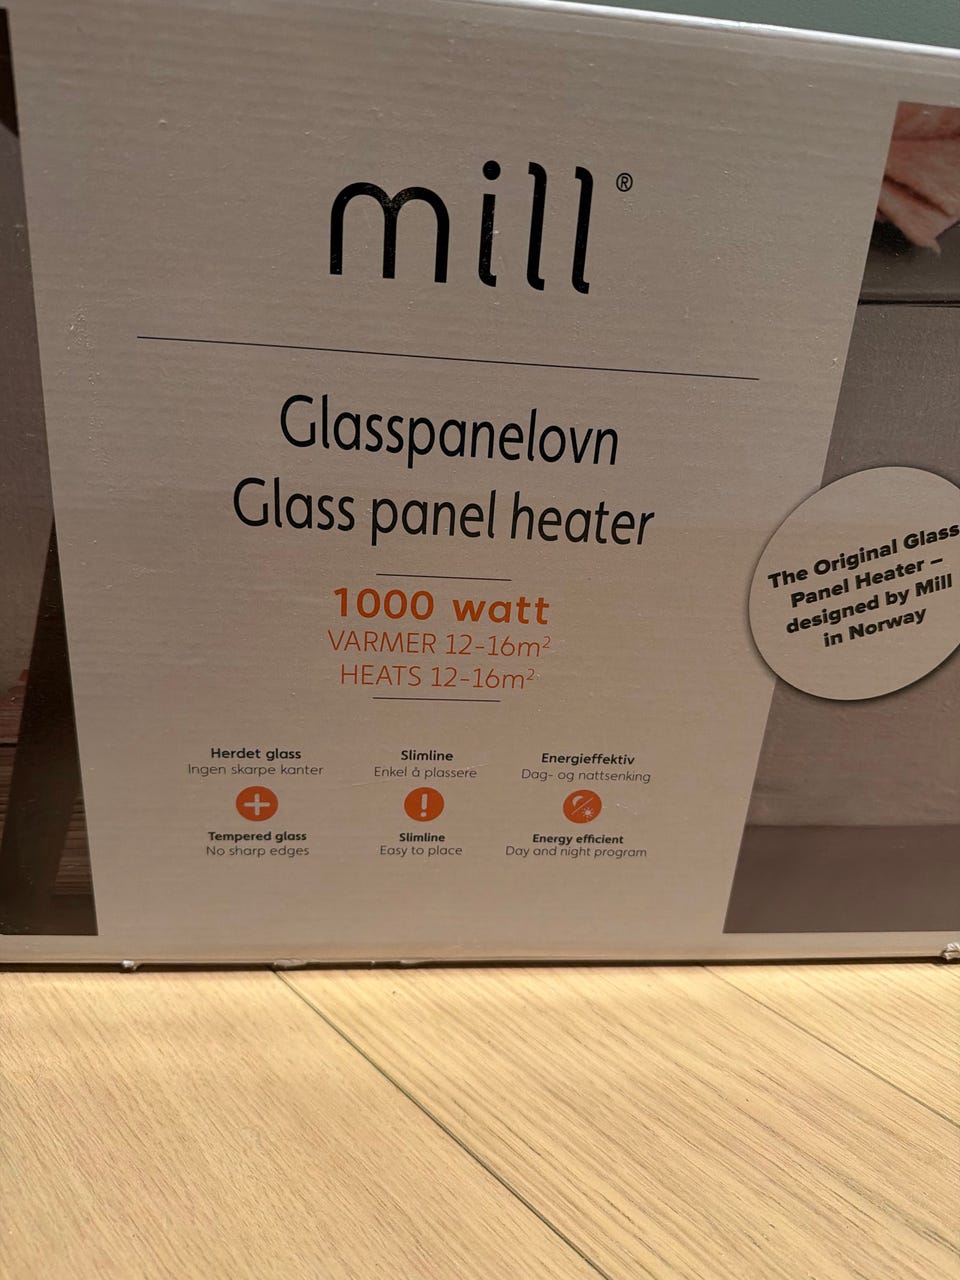 mill®
Glasspanelovn
Glass panel heater
1000 watt
VARMER 12-16m²
HEATS 12-16m²
Herdet glass
Ingen skarpe kanter
Tempered glass
No sharp edges
Slimline
Enkel å plassere
Slimline
Easy to place
Energieffektiv
Dag- og nattsenking
Energy efficient
Day and night program
The Original Glass
Panel Heater –
designed by Mill
in Norway